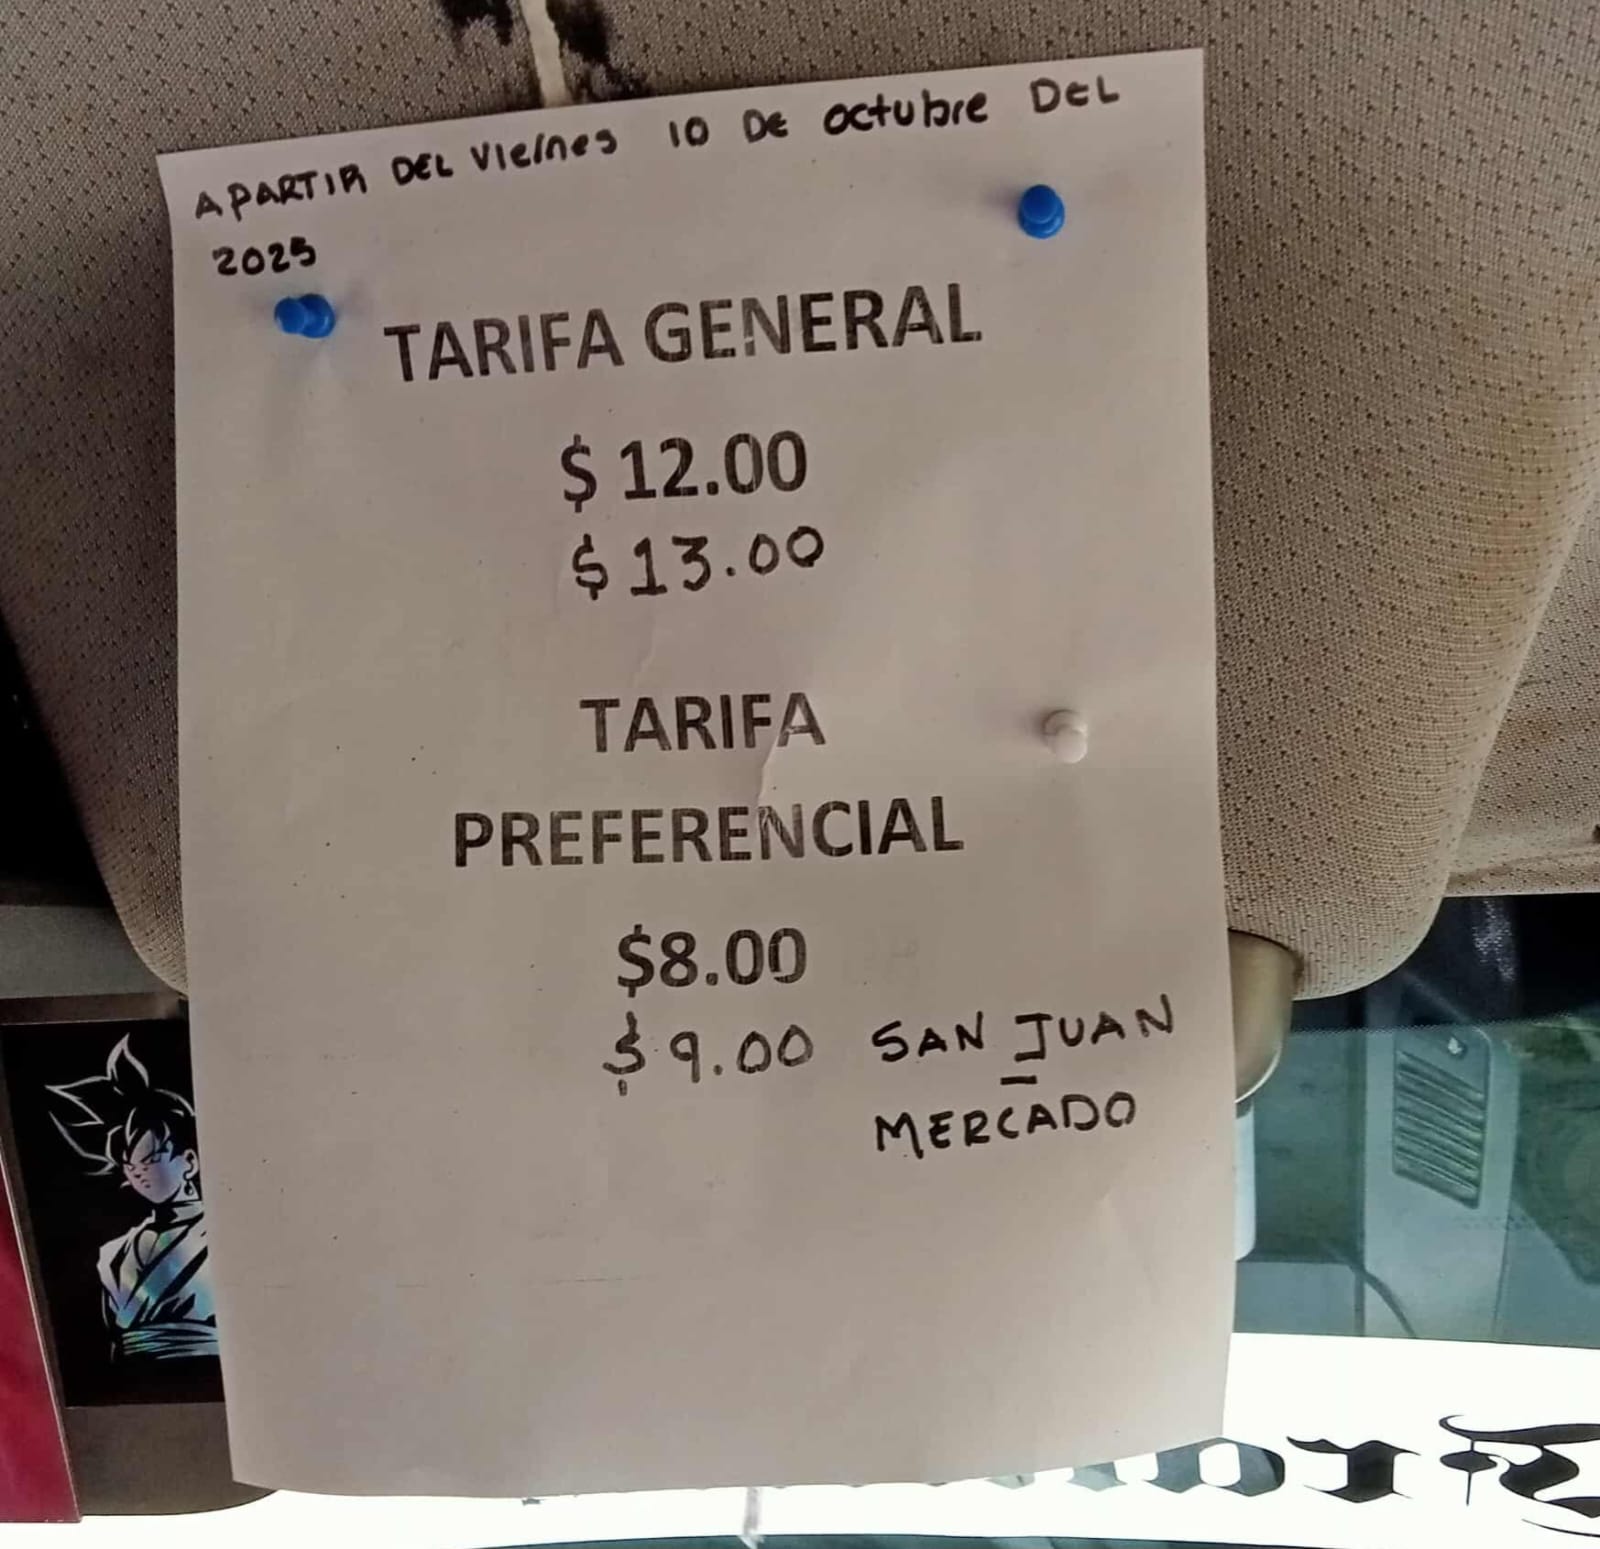 APARTIR DEL Viernes 10 DE octubre DEL
2025
TARIFA GENERAL
$ 12.00
$ 13.00
TARIFA
PREFERENCIAL
$8.00
$ 9.00 SAN JUAN
-
MERCADO